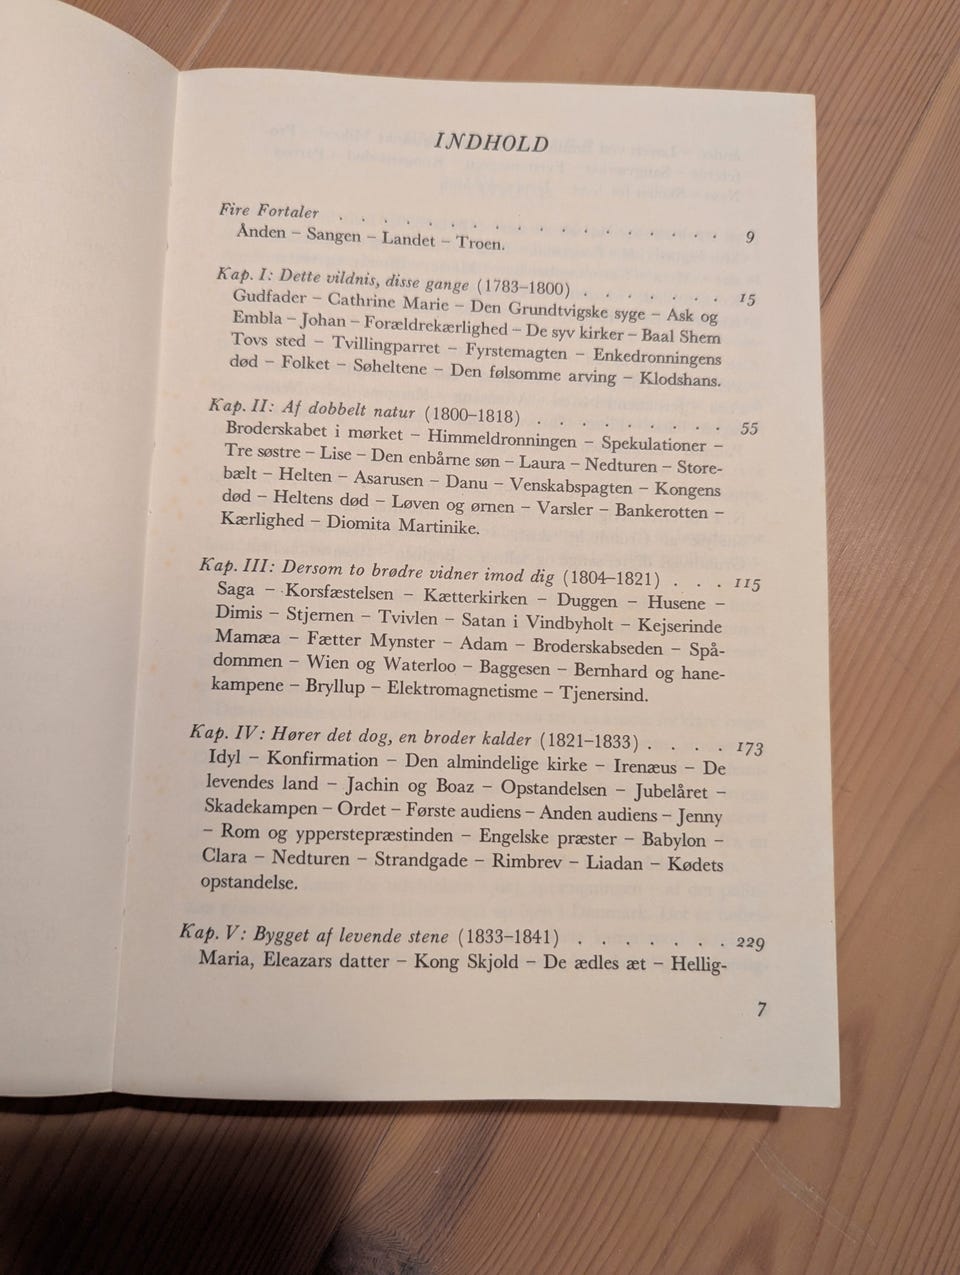 INDHOLD
Fire Fortaler . . . . . . . . . . . . . . . . . . 9
Ånden – Sangen – Landet – Troen.
Kap. I: Dette vildnis, disse gange (1783–1800) . . . . . . . 15
Gudfader – Cathrine Marie – Den Grundtvigske syge – Ask og
Embla – Johan – Forældrekærlighed – De syv kirker – Baal Shem
Tovs sted – Tvillingparret – Fyrstemagten – Enkedronningens
død – Folket – Søheltene – Den følsomme arving – Klodshans.
Kap. II: Af dobbelt natur (1800–1818) . . . . . . . . . 55
Broderskabet i mørket – Himmeldronningen – Spekulationer –
Tre søstre – Lise – Den enbårne søn – Laura – Nedturen – Store-
bælt – Helten – Asarusen – Danu – Venskabspagten – Kongens
død – Heltens død – Løven og ørnen – Varsler – Bankerotten –
Kærlighed – Diomita Martinike.
Kap. III: Dersom to brødre vidner imod dig (1804–1821) . . . 115
Saga – Korsfæstelsen – Kætterkirken – Duggen – Husene –
Dimis – Stjernen – Tvivlen – Satan i Vindbyholt – Kejserinde
Mamæa – Fætter Mynster – Adam – Broderskabseden – Spå-
dommen – Wien og Waterloo – Baggesen – Bernhard og hane-
kampene – Bryllup – Elektromagnetisme – Tjenersind.
Kap. IV: Hører det dog, en broder kalder (1821–1833) . . . . 173
Idyl – Konfirmation – Den almindelige kirke – Irenæus – De
levendes land – Jachin og Boaz – Opstandelsen – Jubelåret –
Skadekampen – Ordet – Første audiens – Anden audiens – Jenny
– Rom og ypperstepræstinden – Engelske præster – Babylon –
Clara – Nedturen – Strandgade – Rimbrev – Liadan – Kødets
opstandelse.
Kap. V: Bygget af levende stene (1833–1841) . . . . . . . 229
Maria, Eleazars datter – Kong Skjold – De ædles æt – Hellig-
7